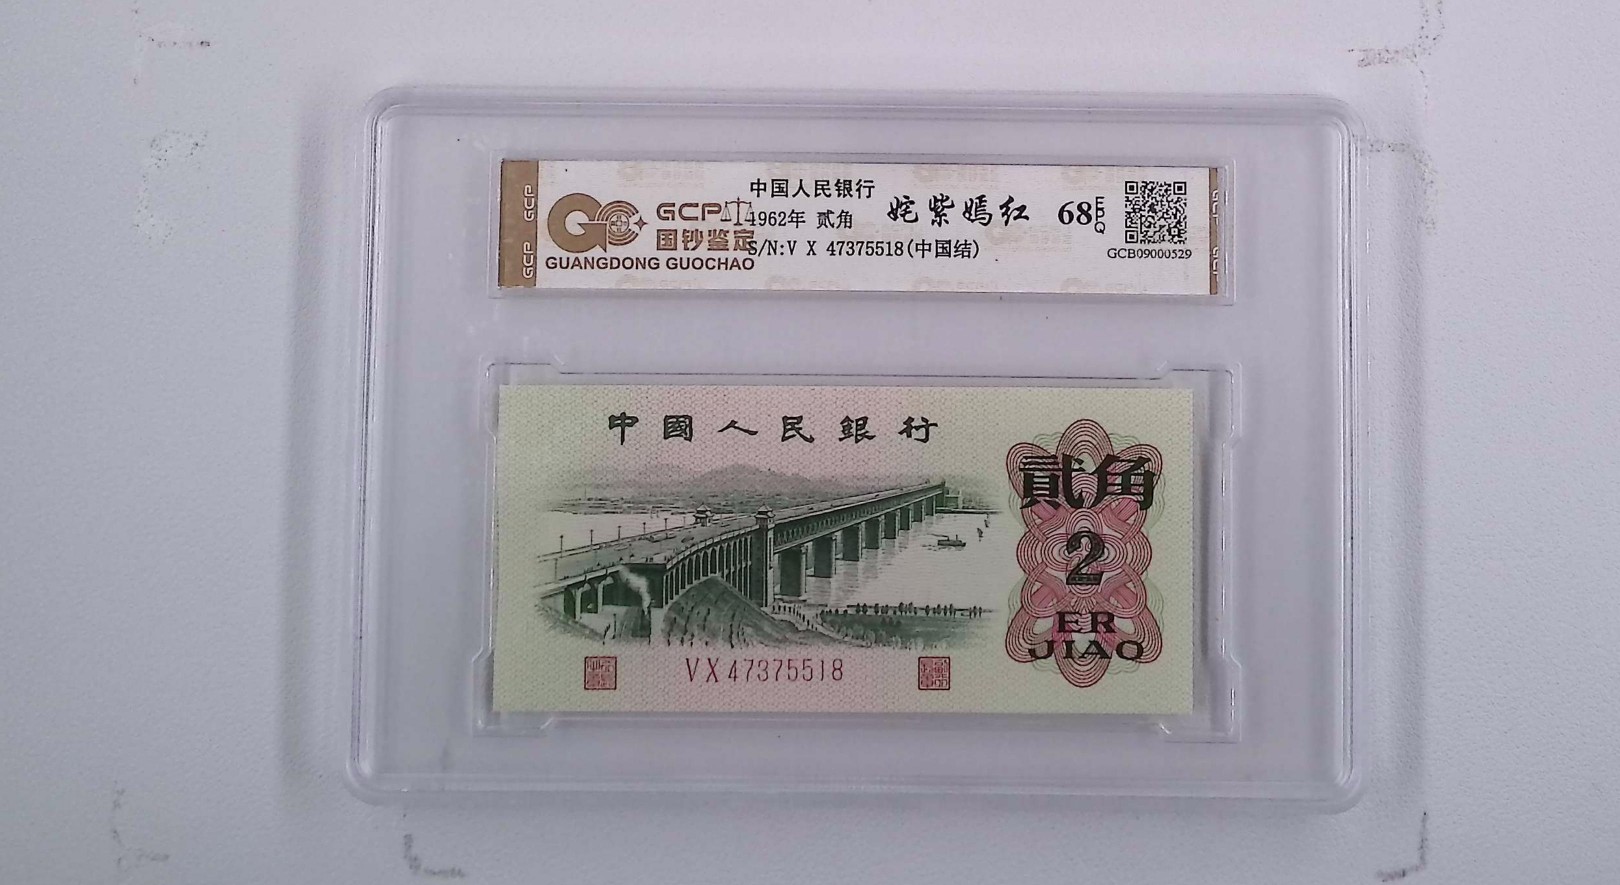 中国人民银行
GCP
1962年 贰角
姹紫嫣红
68
EPQ
国钞鉴定
S/N:V X 47375518(中国结)
GUANGDONG GUOCHAO
GCB09000529
GCP
GCP
中國人民銀行
貳角
2
ER
JIAO
VX47375518